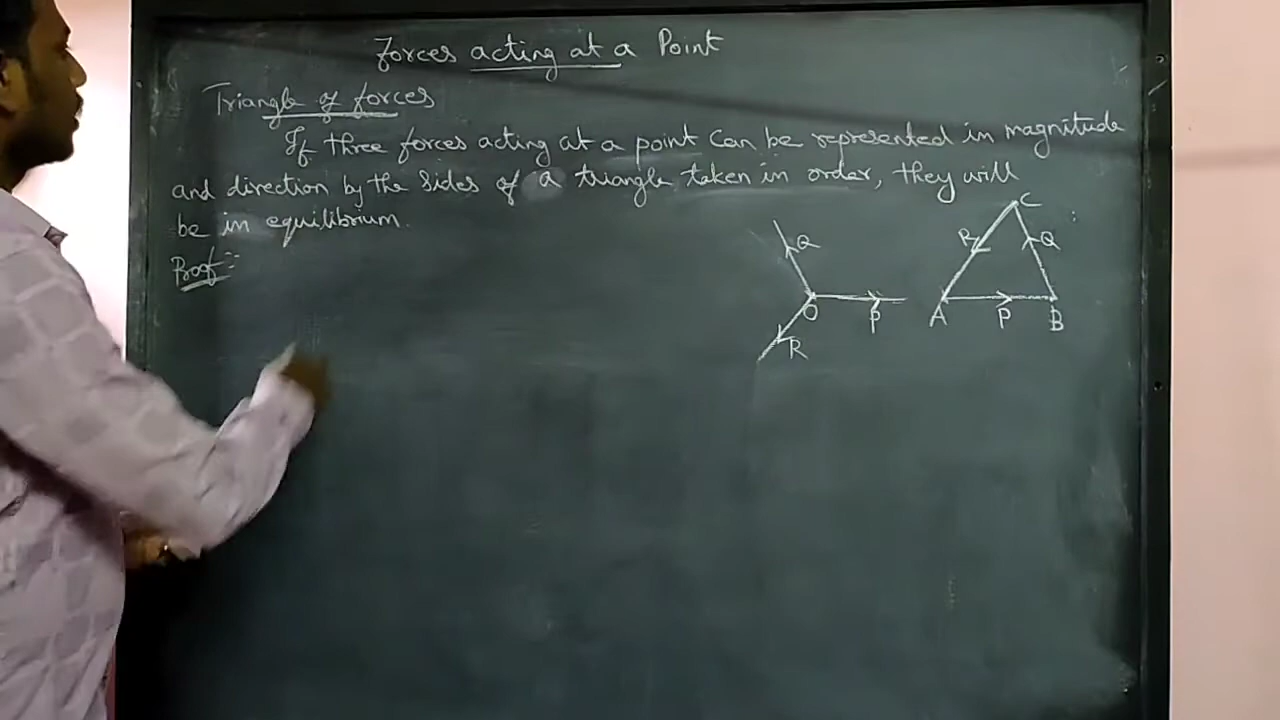 Forces acting at a Point
Triangle of forces
If three forces acting at a point can be represented in magnitude
and direction by the sides of a triangle taken in order, they will
be in equilibrium.
Proof:-
Q
O
P
R
C
R
Q
A
P
B